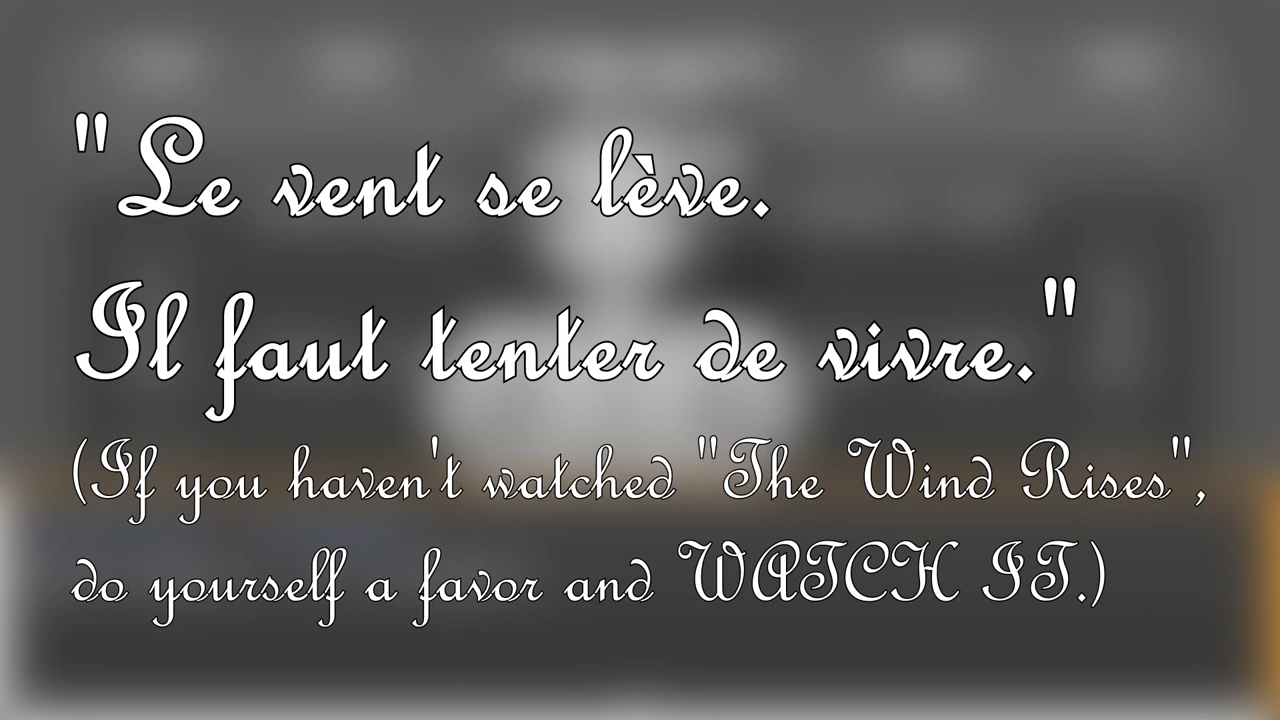 "Le vent se lève.
Il faut tenter de vivre."
(If you haven't watched "The Wind Rises",
do yourself a favor and WATCH IT.)